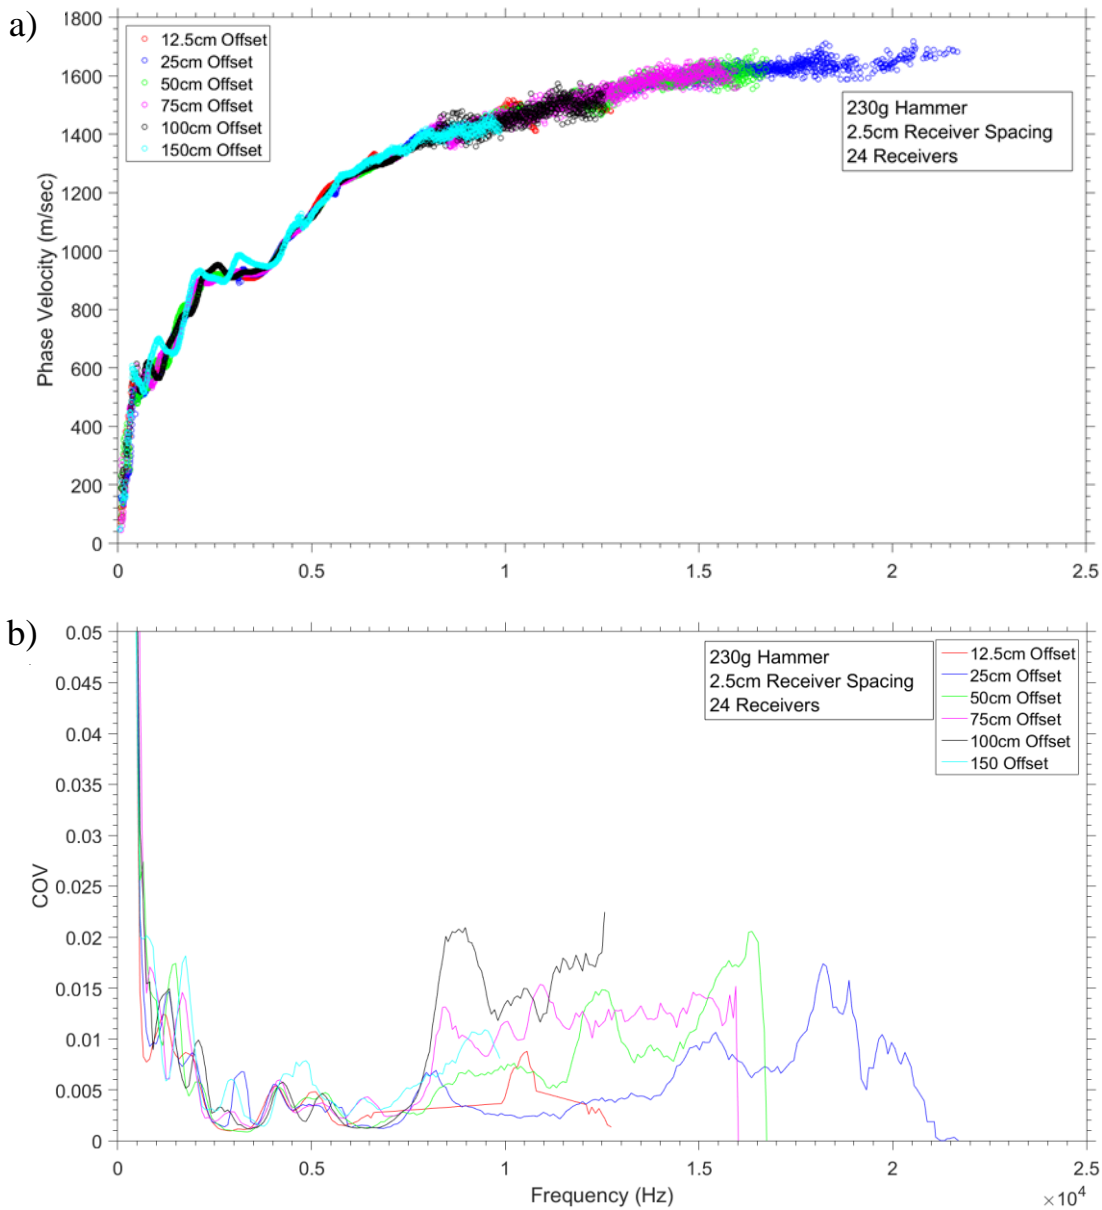 a)
1800
1600
1400
1200
1000
800
600
400
200
0
Phase Velocity (m/sec)
12.5cm Offset
25cm Offset
50cm Offset
75cm Offset
100cm Offset
150cm Offset
230g Hammer
2.5cm Receiver Spacing
24 Receivers
0 0.5 1 1.5 2 2.5
b)
0.05
0.045
0.04
0.035
0.03
0.025
0.02
0.015
0.01
0.005
0
COV
230g Hammer
2.5cm Receiver Spacing
24 Receivers
12.5cm Offset
25cm Offset
50cm Offset
75cm Offset
100cm Offset
150 Offset
0 0.5 1 1.5 2 2.5
Frequency (Hz)
×10⁴